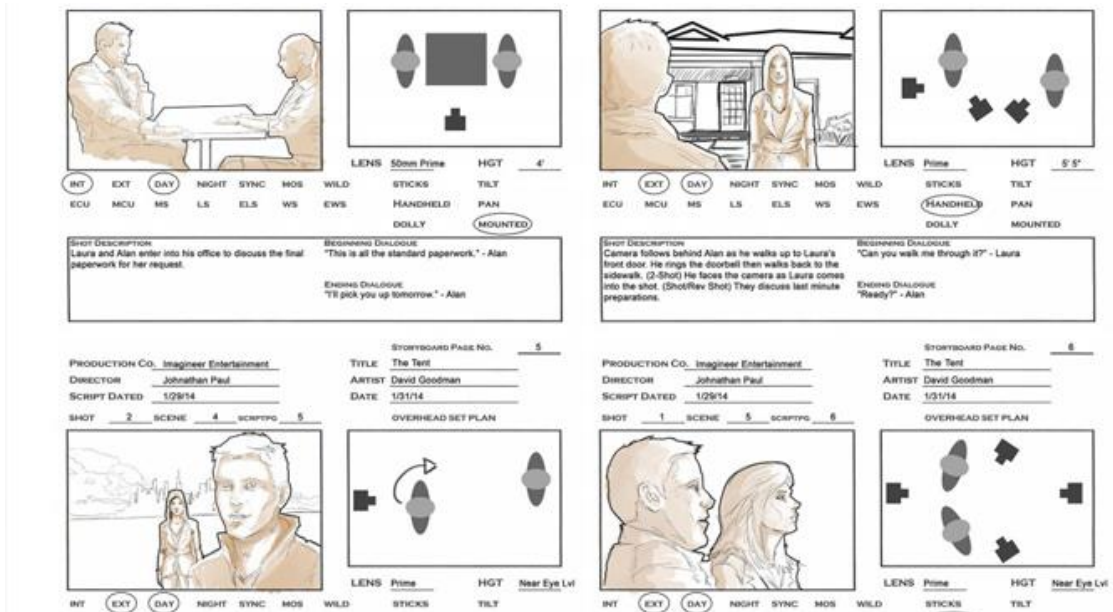 LENS 50mm Prime HGT 4'
INT EXT DAY NIGHT SYNC MOS WILD STICKS TILT
ECU MCU MS LS ELS WS EWS HANDHELD PAN
DOLLY MOUNTED
SHOT DESCRIPTION
Laura and Alan enter into his office to discuss the final
paperwork for her request.
BEGINNING DIALOGUE
"This is all the standard paperwork." - Alan
ENDING DIALOGUE
"I'll pick you up tomorrow." - Alan
LENS Prime HGT 5' 5"
INT EXT DAY NIGHT SYNC MOS WILD STICKS TILT
ECU MCU MS LS ELS WS EWS HANDHELD PAN
DOLLY MOUNTED
SHOT DESCRIPTION
Camera follows behind Alan as he walks up to Laura's
front door. He rings the doorbell then walks back to the
sidewalk. (2-Shot) He faces the camera as Laura comes
into the shot. (Shot/Rev Shot) They discuss last minute
preparations.
BEGINNING DIALOGUE
"Can you walk me through it?" - Laura
ENDING DIALOGUE
"Ready?" - Alan
STORYBOARD PAGE NO. 5
PRODUCTION CO. Imagineer Entertainment TITLE The Tent
DIRECTOR Johnathan Paul ARTIST David Goodman
SCRIPT DATED 1/29/14 DATE 1/31/14
SHOT 2 SCENE 4 SCRIPTPG 5 OVERHEAD SET PLAN
LENS Prime HGT Near Eye Lvl
INT EXT DAY NIGHT SYNC MOS WILD STICKS TILT
STORYBOARD PAGE NO. 6
PRODUCTION CO. Imagineer Entertainment TITLE The Tent
DIRECTOR Johnathan Paul ARTIST David Goodman
SCRIPT DATED 1/29/14 DATE 1/31/14
SHOT 1 SCENE 5 SCRIPTPG 6 OVERHEAD SET PLAN
LENS Prime HGT Near Eye Lvl
INT EXT DAY NIGHT SYNC MOS WILD STICKS TILT